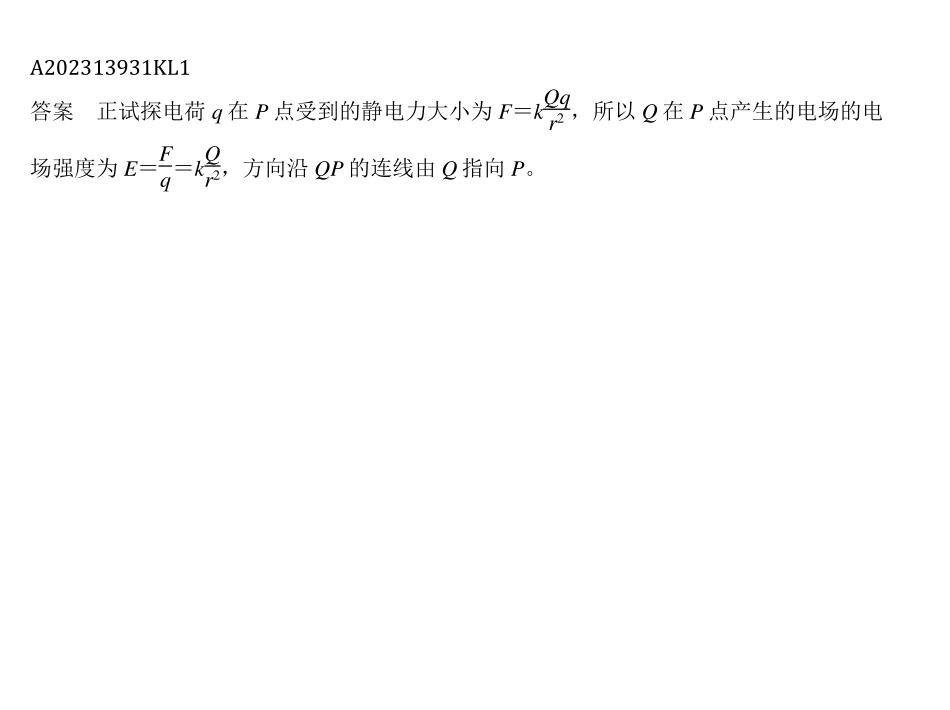 A202313931KL1
答案 正试探电荷 q 在 P 点受到的静电力大小为 F=k\frac{Qq}{r^2}，所以 Q 在 P 点产生的电场的电
场强度为 E=\frac{F}{q}=k\frac{Q}{r^2}，方向沿 QP 的连线由 Q 指向 P。